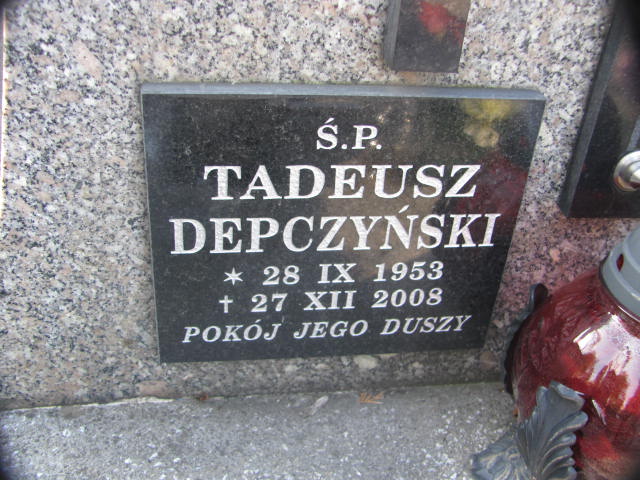 Ś.P.
TADEUSZ
DEPCZYŃSKI
* 28 IX 1953
† 27 XII 2008
POKÓJ JEGO DUSZY